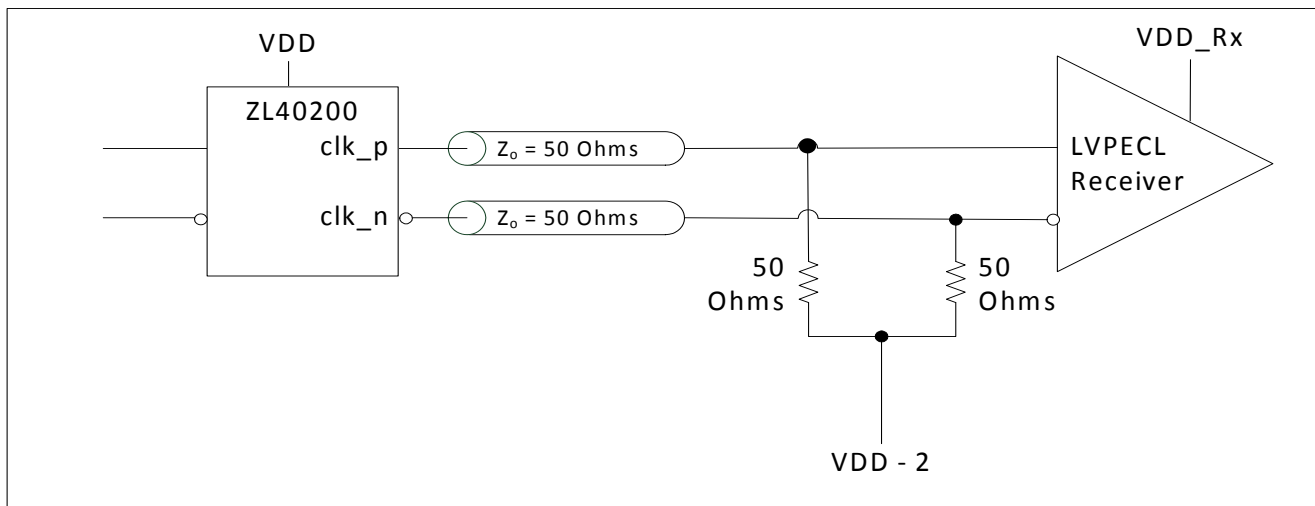 VDD
VDD_Rx
ZL40200
clk_p
Zo = 50 Ohms
LVPECL
Receiver
clk_n
Zo = 50 Ohms
50
Ohms
50
Ohms
VDD - 2